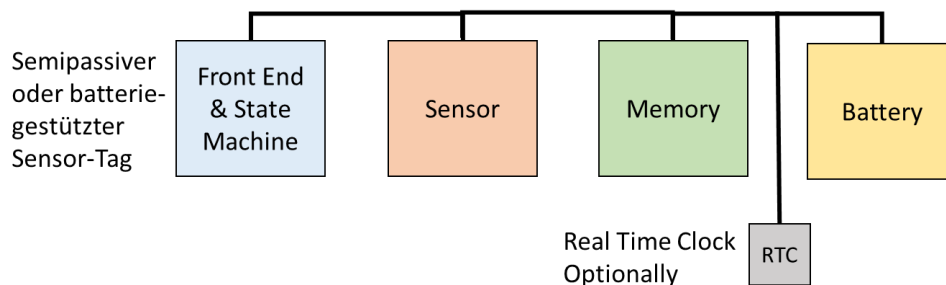 Semipassiver
oder batterie-
gestützter
Sensor-Tag
Front End
& State
Machine
Sensor
Memory
Battery
Real Time Clock
Optionally
RTC